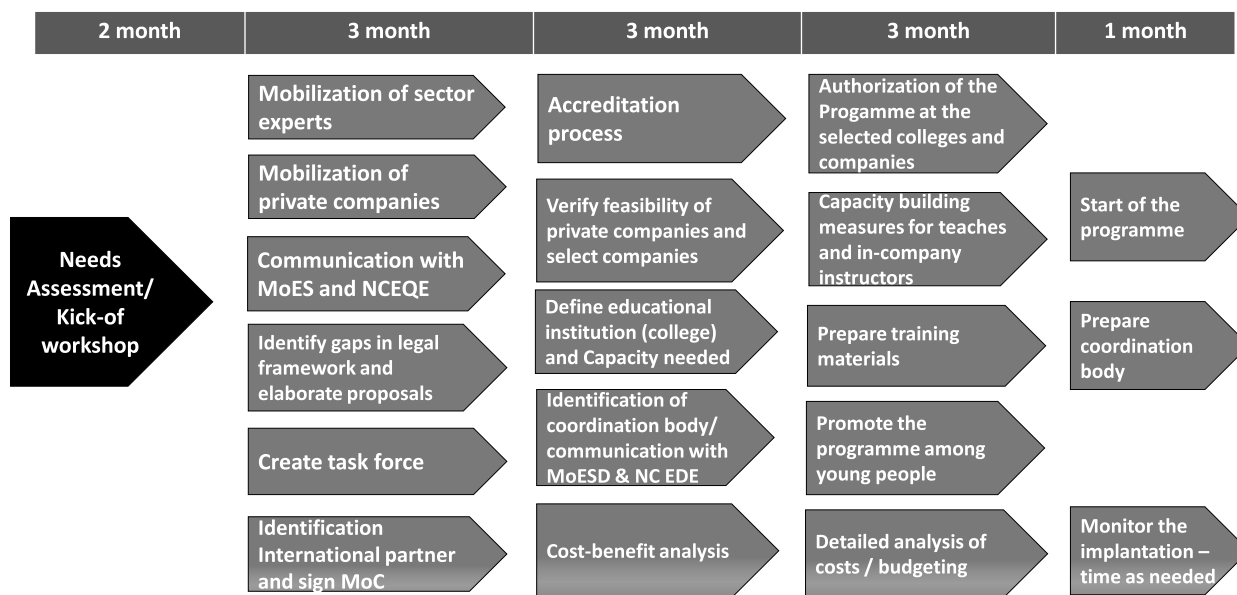 2 month
3 month
3 month
3 month
1 month
Needs
Assessment/
Kick-of
workshop
Mobilization of sector
experts
Mobilization of
private companies
Communication with
MoES and NCEQE
Identify gaps in legal
framework and
elaborate proposals
Create task force
Identification
International partner
and sign MoC
Accreditation
process
Verify feasibility of
private companies and
select companies
Define educational
institution (college)
and Capacity needed
Identification of
coordination body/
communication with
MoESD & NC EDE
Cost-benefit analysis
Authorization of the
Progamme at the
selected colleges and
companies
Capacity building
measures for teaches
and in-company
instructors
Prepare training
materials
Promote the
programme among
young people
Detailed analysis of
costs / budgeting
Start of the
programme
Prepare
coordination
body
Monitor the
implantation –
time as needed